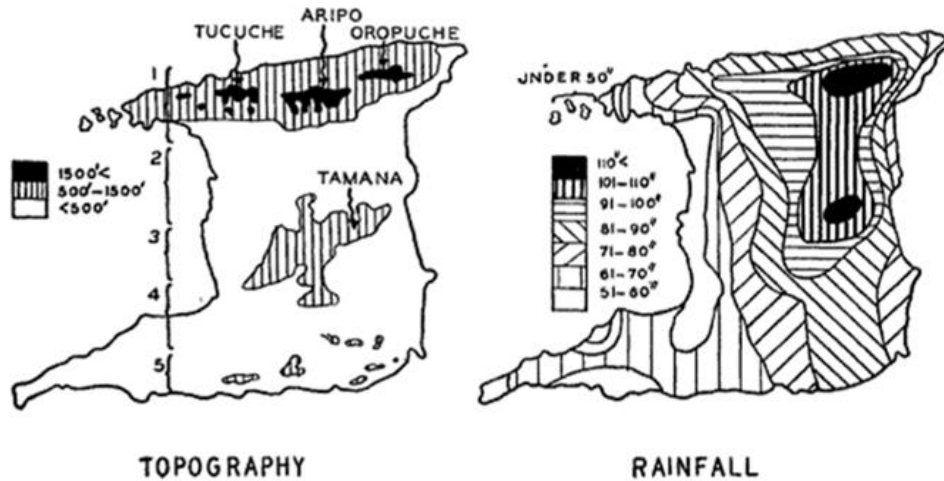 ARIPO
TUCUCHE
OROPUCHE
1
2
3
4
5
1500'<
500'-1500'
<500'
TAMANA
TOPOGRAPHY
UNDER 50"
110"<
101-110"
91-100"
81-90"
71-80"
61-70"
51-60"
RAINFALL